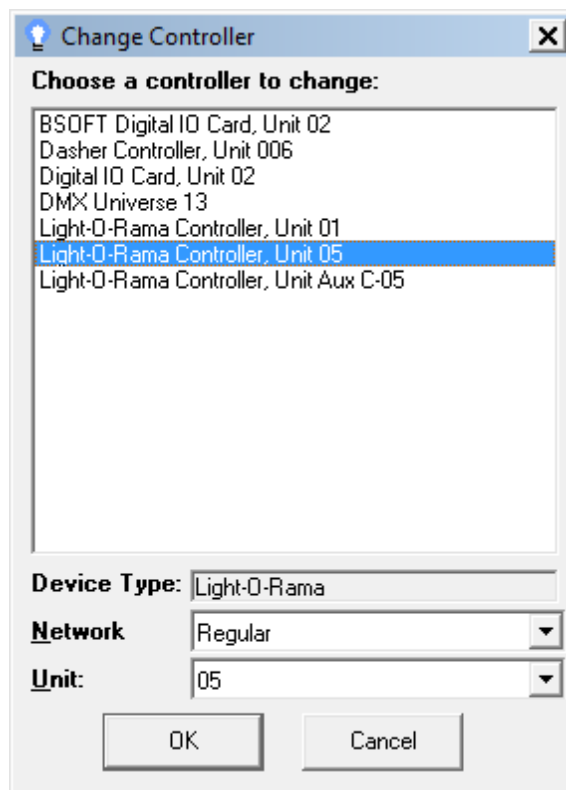 Change Controller
Choose a controller to change:
BSOFT Digital IO Card, Unit 02
Dasher Controller, Unit 006
Digital IO Card, Unit 02
DMX Universe 13
Light-O-Rama Controller, Unit 01
Light-O-Rama Controller, Unit 05
Light-O-Rama Controller, Unit Aux C-05
Device Type: Light-O-Rama
Network Regular
Unit: 05
OK Cancel